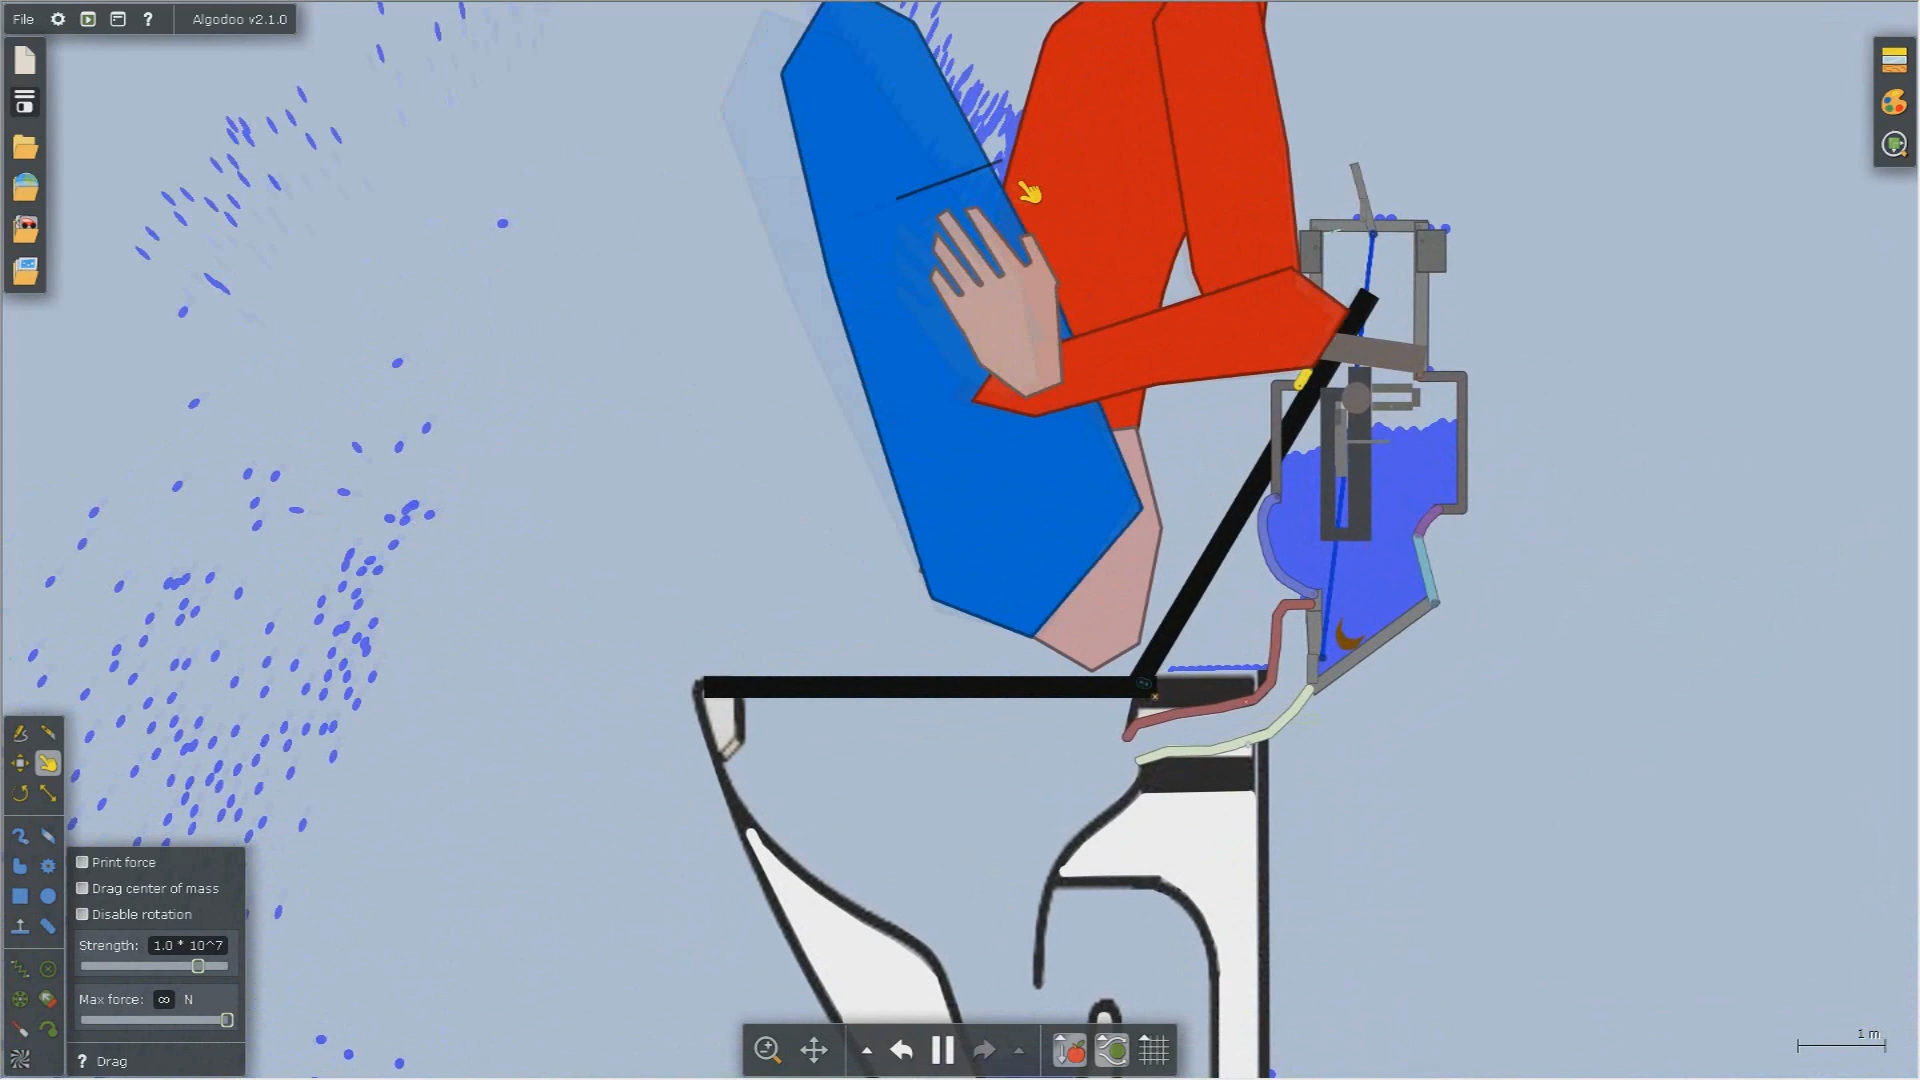 File ? Algodoo v2.1.0
Print force
Drag center of mass
Disable rotation
Strength: 1.0 * 10^7
Max force: ∞ N
? Drag
1 m